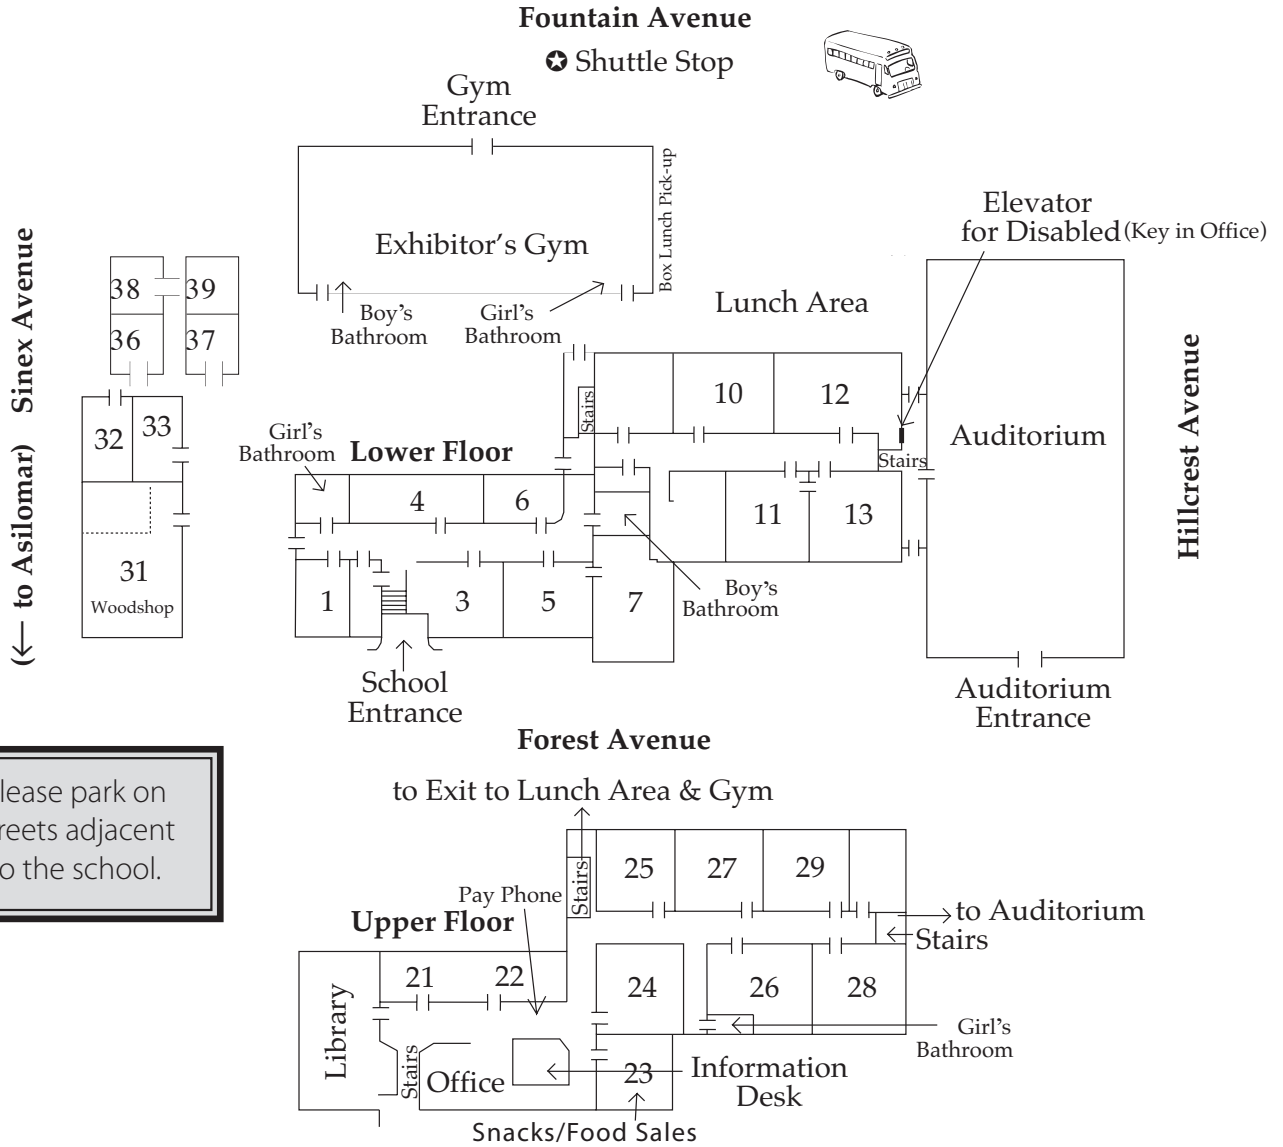 Fountain Avenue
✪ Shuttle Stop
Gym
Entrance
Box Lunch Pick-up
Exhibitor's Gym
Elevator
for Disabled (Key in Office)
Sinex Avenue
(← to Asilomar)
38
39
36
37
Boy's
Bathroom
Girl's
Bathroom
Lunch Area
Hillcrest Avenue
Stairs
10
12
32
33
Girl's
Bathroom
Lower Floor
Auditorium
Stairs
4
6
11
13
31
Woodshop
1
3
5
7
Boy's
Bathroom
School
Entrance
Auditorium
Entrance
Forest Avenue
lease park on
reets adjacent
o the school.
to Exit to Lunch Area & Gym
25
27
29
Stairs
Pay Phone
Upper Floor
to Auditorium
Stairs
21
22
24
26
28
Library
Stairs
Office
23
Information
Desk
Girl's
Bathroom
Snacks/Food Sales